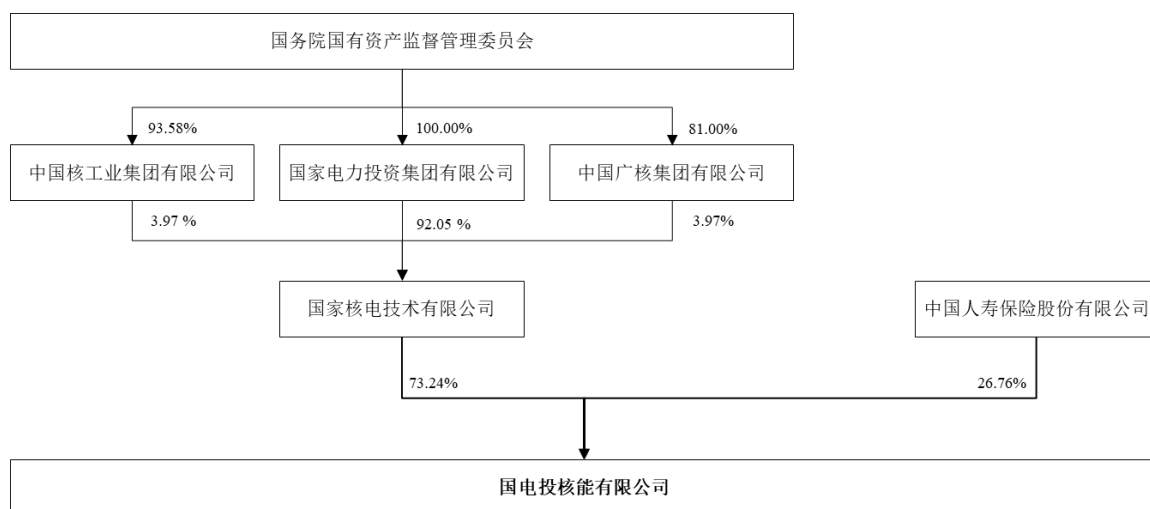 国务院国有资产监督管理委员会
93.58%
100.00%
81.00%
中国核工业集团有限公司
国家电力投资集团有限公司
中国广核集团有限公司
3.97 %
92.05 %
3.97%
国家核电技术有限公司
中国人寿保险股份有限公司
73.24%
26.76%
国电投核能有限公司